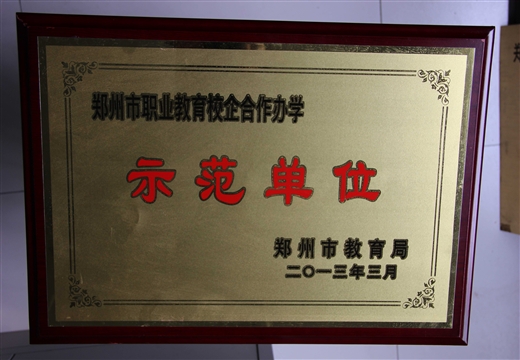 郑州市职业教育校企合作办学
示范单位
郑州市教育局
二〇一三年三月